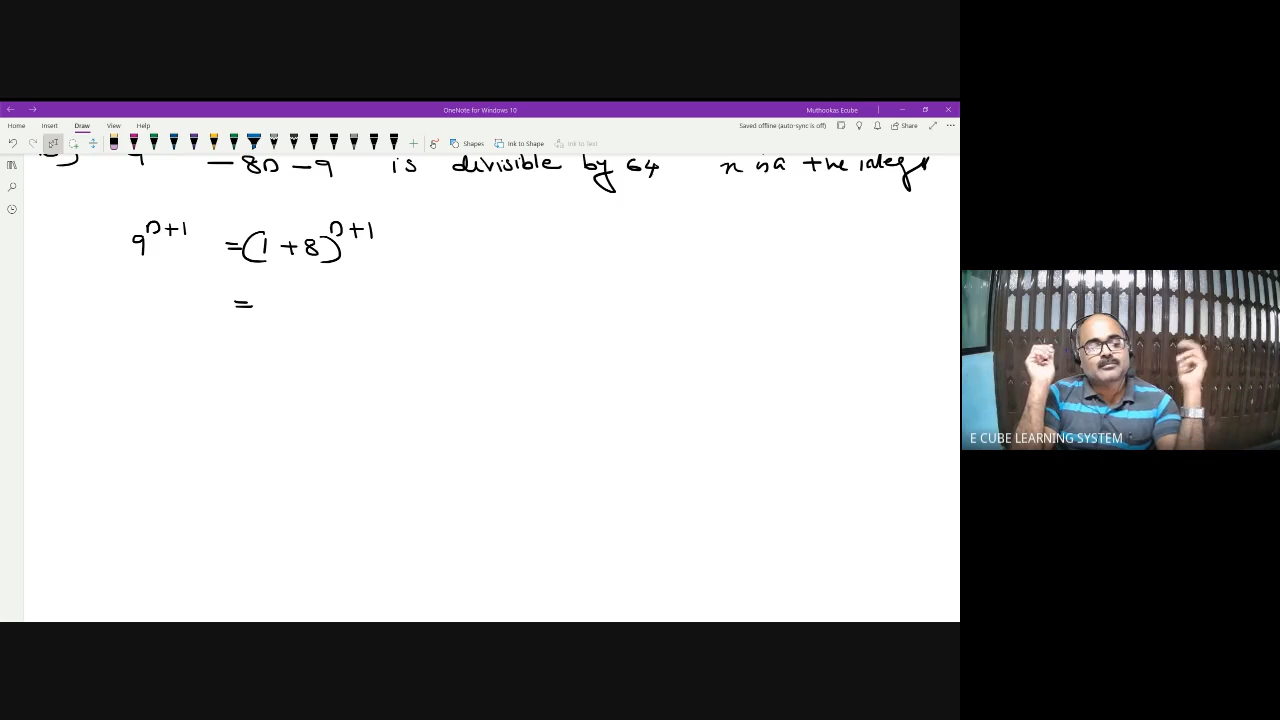 OneNote for Windows 10
Muthookas Ecube
Home Insert Draw View Help
Saved offline (auto-sync is off) Share
Shapes Ink to Shape Ink to Text
- 8n - 9 is divisible by 64 n is a +ve integer
9^{n+1} = (1 + 8)^{n+1}
=
E CUBE LEARNING SYSTEM